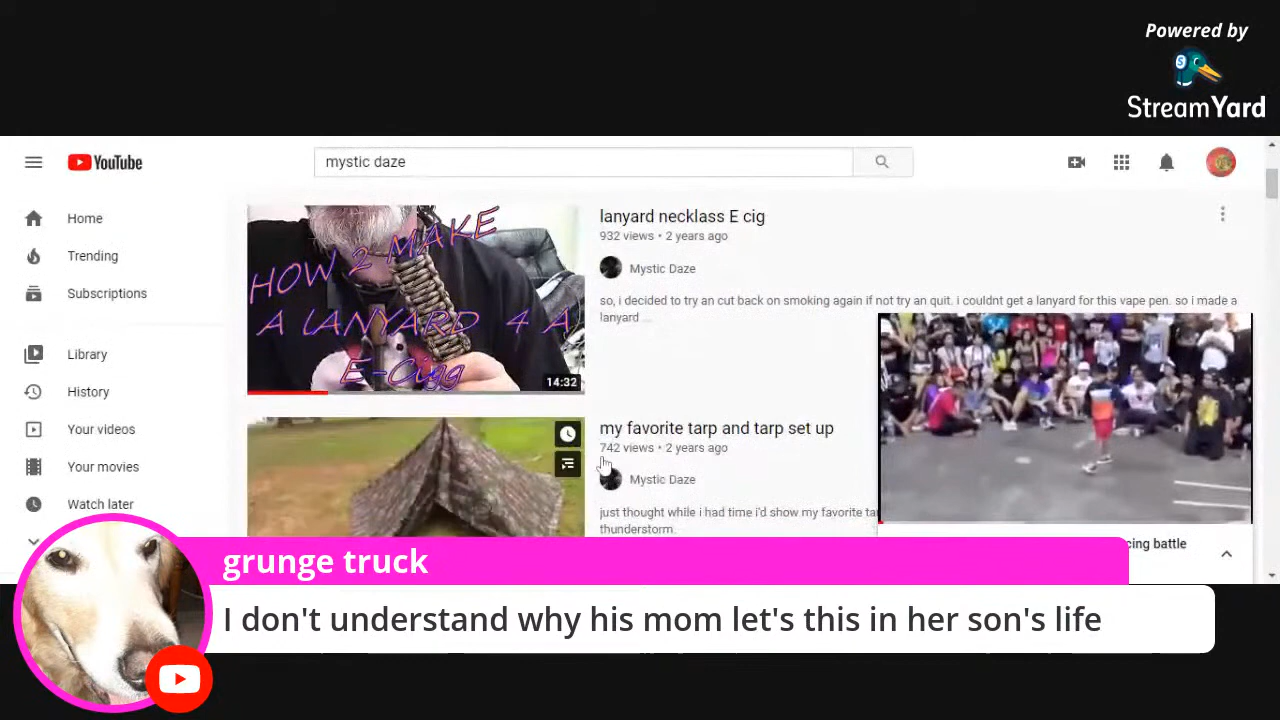 Powered by
StreamYard
YouTube
mystic daze
Home
Trending
Subscriptions
Library
History
Your videos
Your movies
Watch later
HOW 2 MAKE
A LANYARD 4 A
E-Cigg
14:32
lanyard necklass E cig
932 views • 2 years ago
Mystic Daze
so, i decided to try an cut back on smoking again if not try an quit. i couldnt get a lanyard for this vape pen. so i made a
lanyard ...
my favorite tarp and tarp set up
742 views • 2 years ago
Mystic Daze
just thought while i had time i'd show my favorite
thunderstorm.
battle
grunge truck
I don't understand why his mom let's this in her son's life